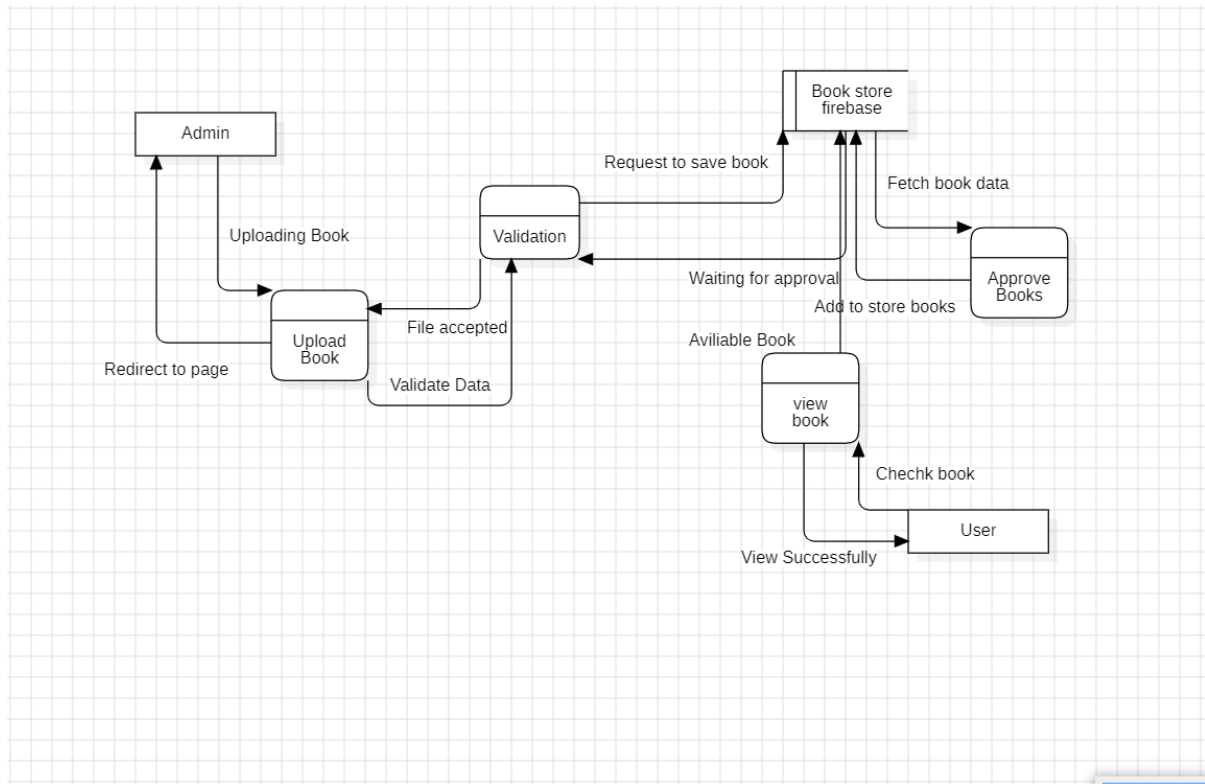 Book store
firebase
Admin
Request to save book
Fetch book data
Uploading Book
Validation
Waiting for approval
Approve
Books
Add to store books
File accepted
Upload
Book
Aviliable Book
Redirect to page
Validate Data
view
book
Chechk book
User
View Successfully